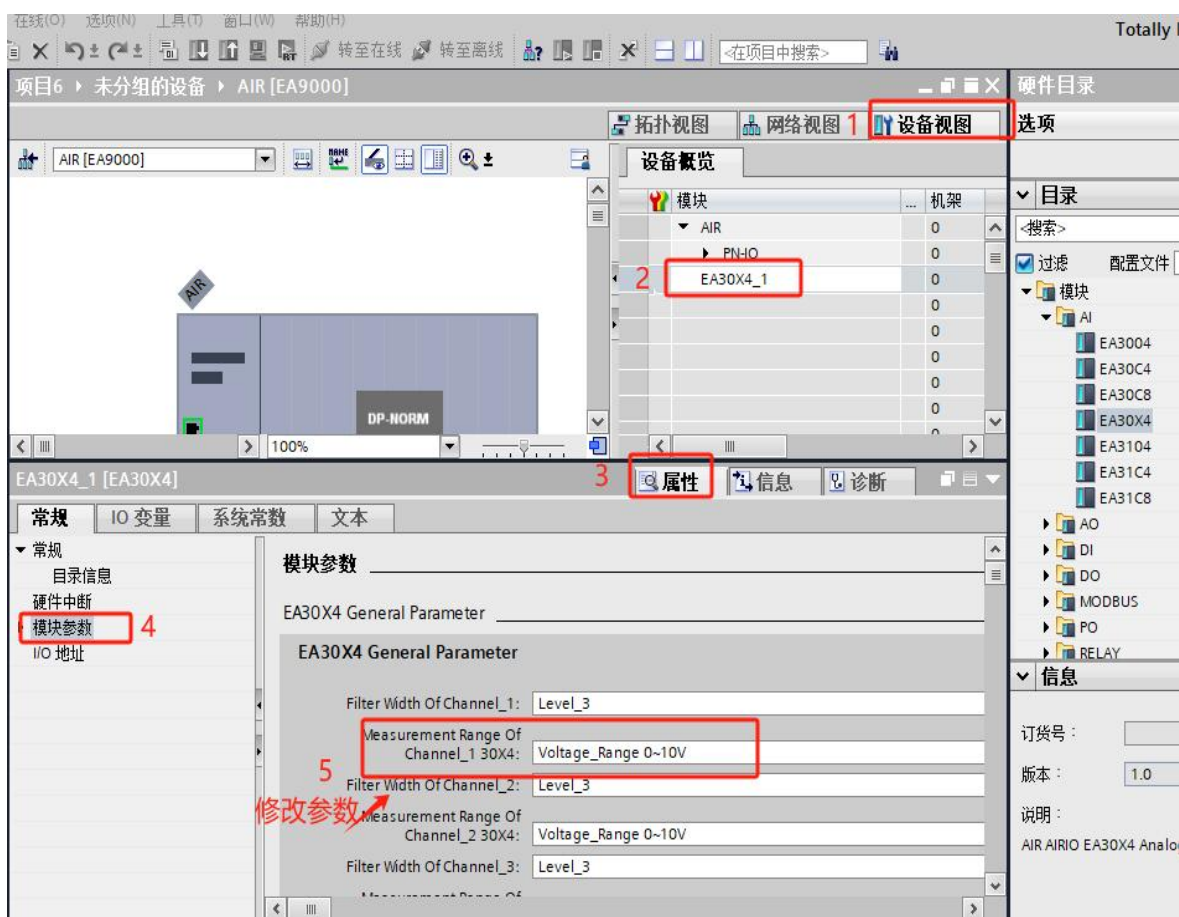 在线(O) 选项(N) 工具(T) 窗口(W) 帮助(H)
Totally
转至在线 转至离线 <在项目中搜索>
项目6 ▸ 未分组的设备 ▸ AIR [EA9000]
硬件目录
拓扑视图 网络视图 1 设备视图
选项
AIR [EA9000]
设备概览
模块 ... 机架
目录
AIR 0
<搜索>
PN-IO 0
过滤 配置文件
2 EA30X4_1 0
模块
0
AI
0
EA3004
0
EA30C4
0
EA30C8
0
EA30X4
0
EA3104
EA31C4
EA31C8
AO
DI
DO
MODBUS
PO
RELAY
AIR
DP-NORM
100%
EA30X4_1 [EA30X4]
3 属性 信息 诊断
常规 IO 变量 系统常数 文本
常规
目录信息
硬件中断
模块参数 4
I/O 地址
模块参数
EA30X4 General Parameter
EA30X4 General Parameter
Filter Width Of Channel_1: Level_3
Measurement Range Of
Channel_1 30X4: Voltage_Range 0~10V
5
Filter Width Of Channel_2: Level_3
修改参数
Measurement Range Of
Channel_2 30X4: Voltage_Range 0~10V
Filter Width Of Channel_3: Level_3
信息
订货号：
版本： 1.0
说明：
AIR AIRIO EA30X4 Analo